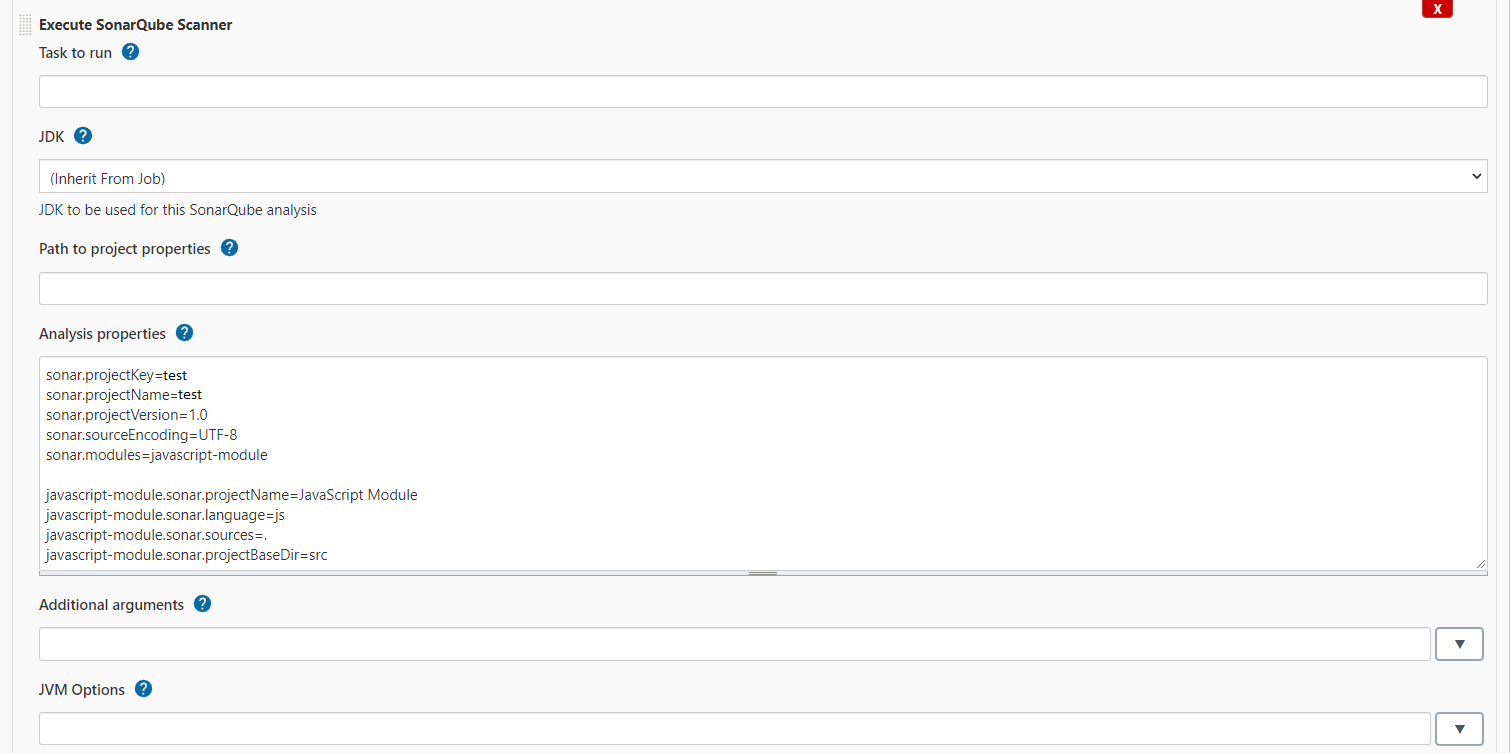 Execute SonarQube Scanner
X
Task to run ?
JDK ?
(Inherit From Job)
JDK to be used for this SonarQube analysis
Path to project properties ?
Analysis properties ?
sonar.projectKey=test
sonar.projectName=test
sonar.projectVersion=1.0
sonar.sourceEncoding=UTF-8
sonar.modules=javascript-module
javascript-module.sonar.projectName=JavaScript Module
javascript-module.sonar.language=js
javascript-module.sonar.sources=.
javascript-module.sonar.projectBaseDir=src
Additional arguments ?
JVM Options ?